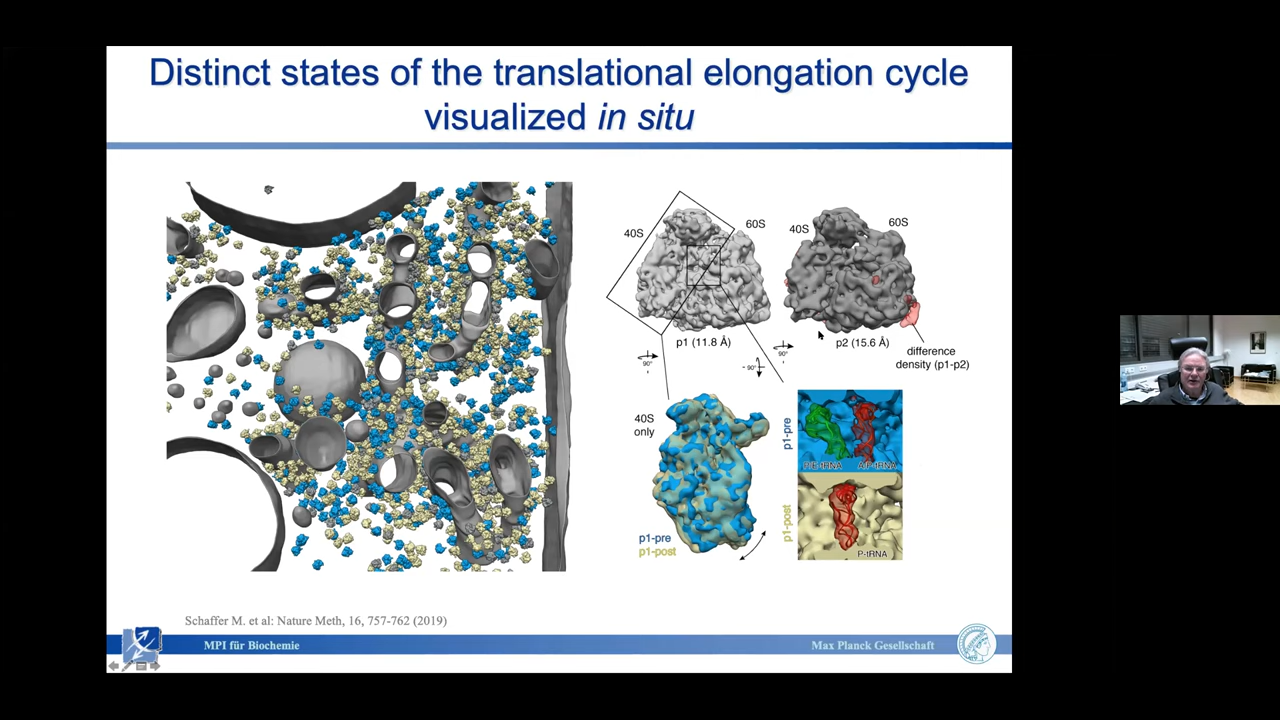 Distinct states of the translational elongation cycle
visualized in situ
40S
60S
p1 (11.8 Å)
40S
60S
p2 (15.6 Å)
difference
density (p1-p2)
90°
- 90°
90°
40S
only
p1-pre
p1-post
p1-pre
P/E-tRNA
A/P-tRNA
p1-post
P-tRNA
Schaffer M. et al: Nature Meth, 16, 757-762 (2019)
MPI für Biochemie
Max Planck Gesellschaft